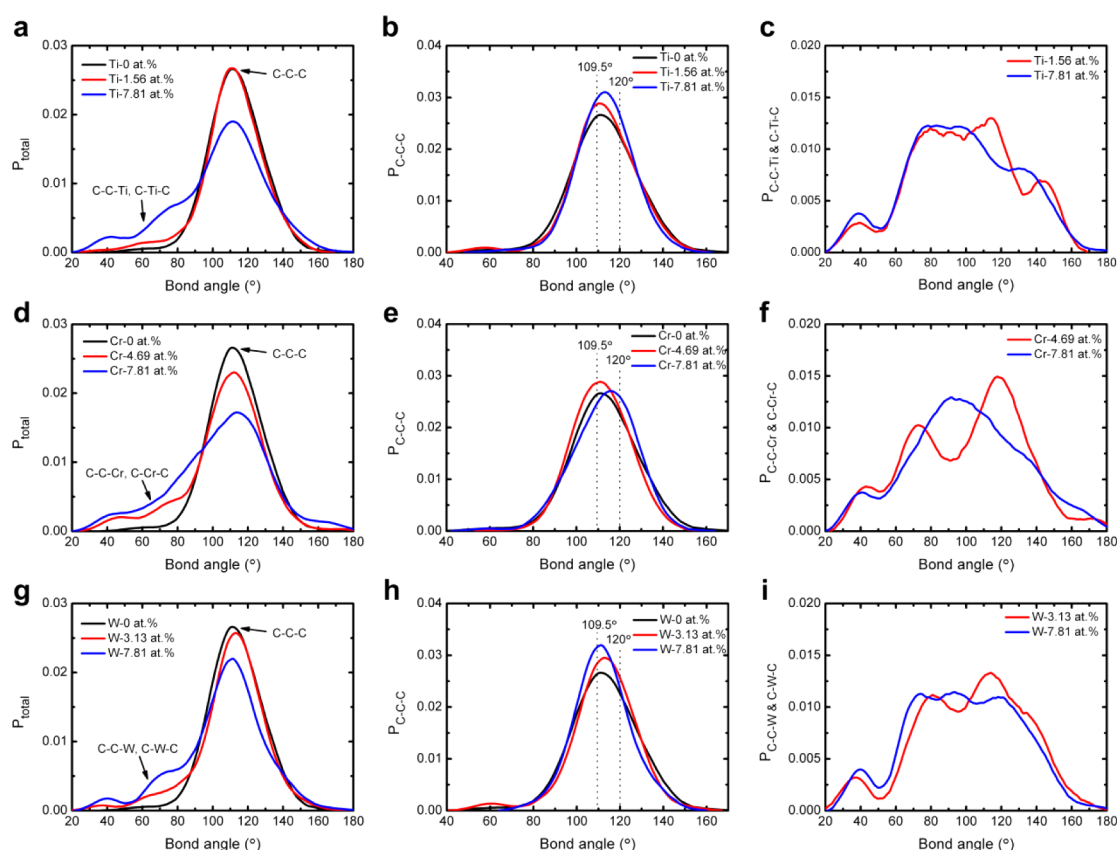 a
0.03
0.02
0.01
0.00
P_total
Ti-0 at.%
Ti-1.56 at.%
Ti-7.81 at.%
C-C-C
C-C-Ti, C-Ti-C
20 40 60 80 100 120 140 160 180
Bond angle (°)
b
0.04
0.03
0.02
0.01
0.00
P_C-C-C
109.5°
120°
Ti-0 at.%
Ti-1.56 at.%
Ti-7.81 at.%
40 60 80 100 120 140 160
Bond angle (°)
c
0.020
0.015
0.010
0.005
0.000
P_C-C-Ti & C-Ti-C
Ti-1.56 at.%
Ti-7.81 at.%
20 40 60 80 100 120 140 160 180
Bond angle (°)
d
0.03
0.02
0.01
0.00
P_total
Cr-0 at.%
Cr-4.69 at.%
Cr-7.81 at.%
C-C-C
C-C-Cr, C-Cr-C
20 40 60 80 100 120 140 160 180
Bond angle (°)
e
0.04
0.03
0.02
0.01
0.00
P_C-C-C
109.5°
120°
Cr-0 at.%
Cr-4.69 at.%
Cr-7.81 at.%
40 60 80 100 120 140 160
Bond angle (°)
f
0.020
0.015
0.010
0.005
0.000
P_C-C-Cr & C-Cr-C
Cr-4.69 at.%
Cr-7.81 at.%
20 40 60 80 100 120 140 160 180
Bond angle (°)
g
0.03
0.02
0.01
0.00
P_total
W-0 at.%
W-3.13 at.%
W-7.81 at.%
C-C-C
C-C-W, C-W-C
20 40 60 80 100 120 140 160 180
Bond angle (°)
h
0.04
0.03
0.02
0.01
0.00
P_C-C-C
109.5°
120°
W-0 at.%
W-3.13 at.%
W-7.81 at.%
40 60 80 100 120 140 160
Bond angle (°)
i
0.020
0.015
0.010
0.005
0.000
P_C-C-W & C-W-C
W-3.13 at.%
W-7.81 at.%
20 40 60 80 100 120 140 160 180
Bond angle (°)